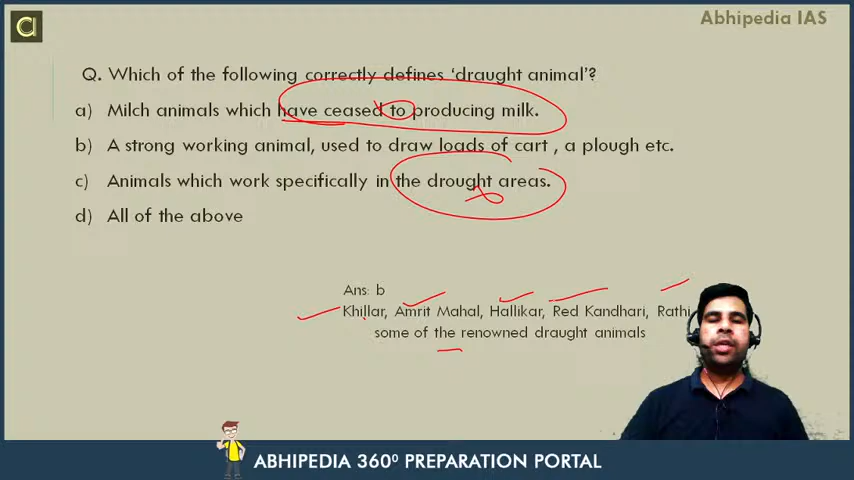 Abhipedia IAS
Q. Which of the following correctly defines ‘draught animal’?
a) Milch animals which have ceased to producing milk.
b) A strong working animal, used to draw loads of cart , a plough etc.
c) Animals which work specifically in the drought areas.
d) All of the above
Ans: b
Khillar, Amrit Mahal, Hallikar, Red Kandhari, Rathi
some of the renowned draught animals
ABHIPEDIA 360º PREPARATION PORTAL